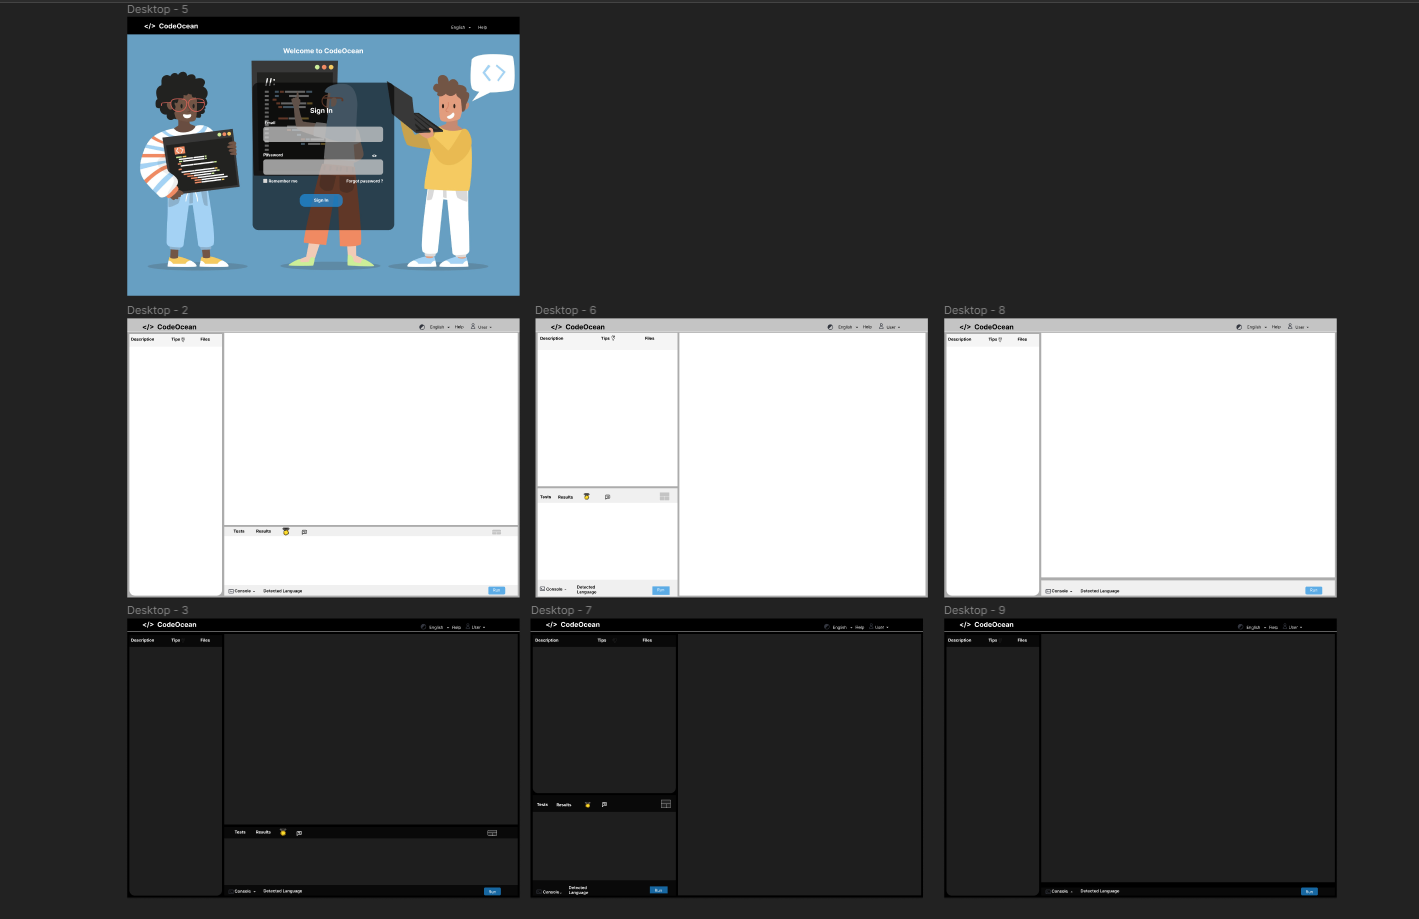 Desktop - 5
</> CodeOcean
English
Help
Welcome to CodeOcean
Sign In
Email
Password
Remember me
Forgot password ?
Sign In
Desktop - 2
</> CodeOcean
English
Help
User
Description
Tips
Files
Tests
Results
Console
Detected Language
Run
Desktop - 6
</> CodeOcean
English
Help
User
Description
Tips
Files
Tests
Results
Console
Detected
Language
Run
Desktop - 8
</> CodeOcean
English
Help
User
Description
Tips
Files
Console
Detected Language
Run
Desktop - 3
</> CodeOcean
English
Help
User
Description
Tips
Files
Tests
Results
Console
Detected Language
Run
Desktop - 7
</> CodeOcean
English
Help
User
Description
Tips
Files
Tests
Results
Console
Detected
Language
Run
Desktop - 9
</> CodeOcean
English
Help
User
Description
Tips
Files
Console
Detected Language
Run